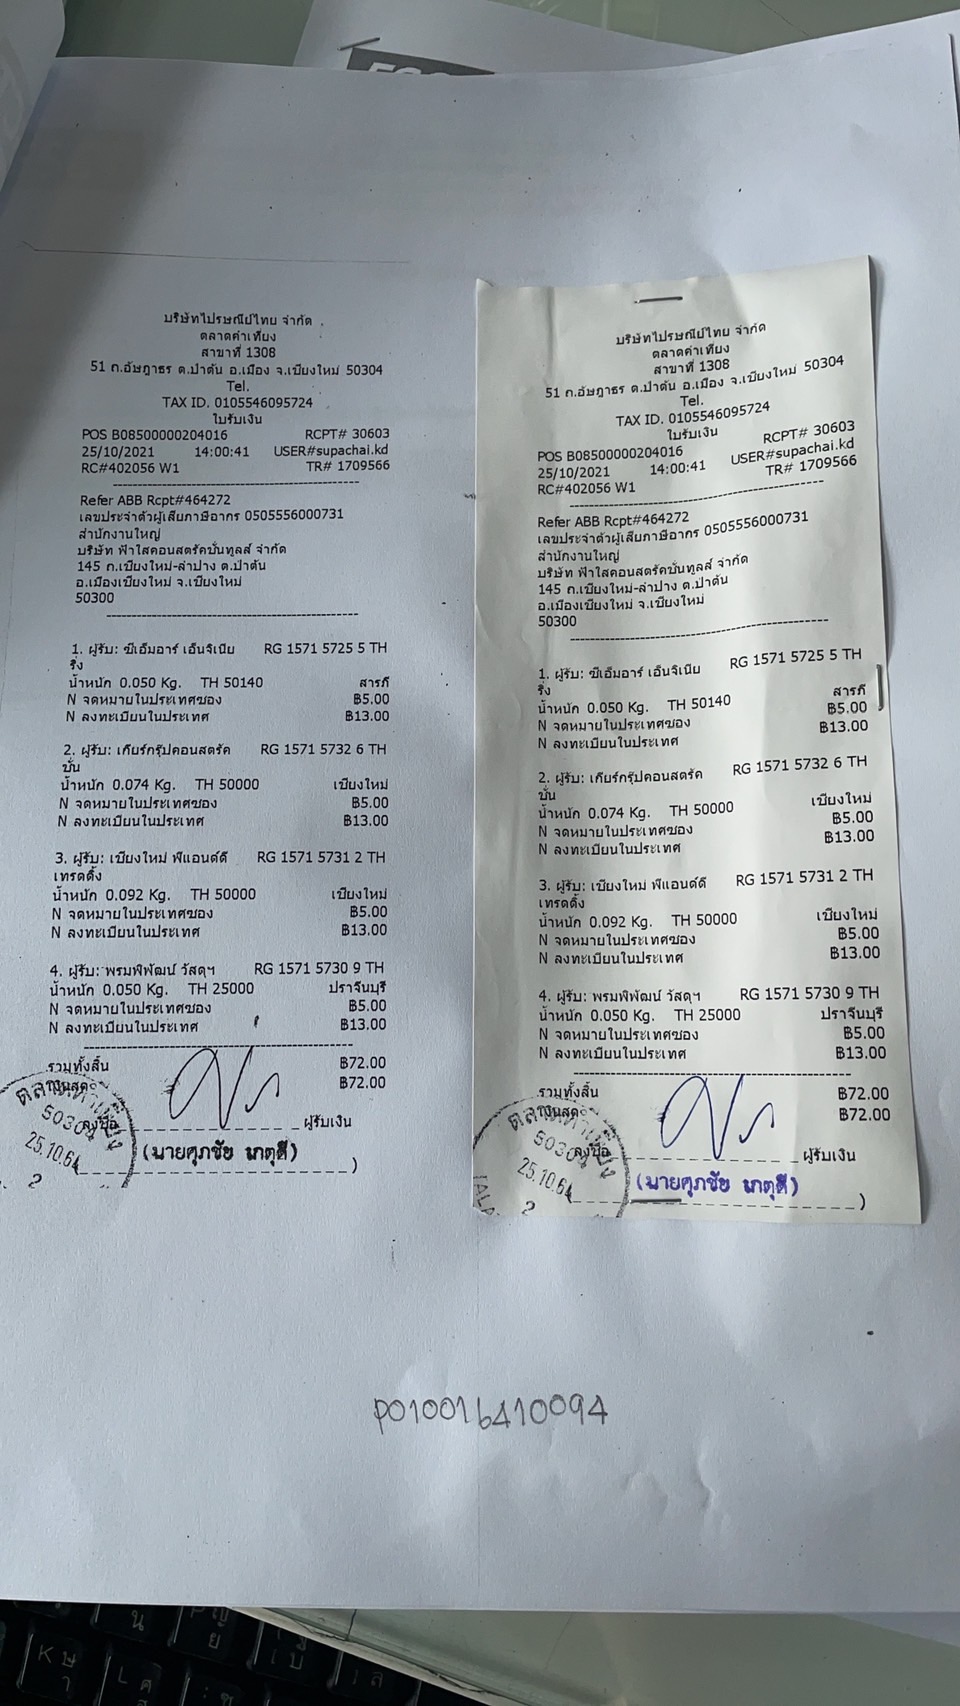 บริษัทไปรษณีย์ไทย จำกัด
ตลาดคำเที่ยง
สาขาที่ 1308
51 ถ.อัษฎาธร ต.ป่าตัน อ.เมือง จ.เชียงใหม่ 50304
Tel.
TAX ID. 0105546095724
ใบรับเงิน
POS B08500000204016 RCPT# 30603
25/10/2021 14:00:41 USER#supachai.kd
RC#402056 W1 TR# 1709566
Refer ABB Rcpt#464272
เลขประจำตัวผู้เสียภาษีอากร 0505556000731
สำนักงานใหญ่
บริษัท ฟ้าใสคอนสตรัคชั่นทูลส์ จำกัด
145 ถ.เชียงใหม่-ลำปาง ต.ป่าตัน
อ.เมืองเชียงใหม่ จ.เชียงใหม่
50300
1. ผู้รับ: ซีเอ็มอาร์ เอ็นจิเนีย RG 1571 5725 5 TH
ริ่ง
น้ำหนัก 0.050 Kg. TH 50140 สารภี
N จดหมายในประเทศซอง ฿5.00
N ลงทะเบียนในประเทศ ฿13.00
2. ผู้รับ: เกียร์กรุ๊ปคอนสตรัค RG 1571 5732 6 TH
ชั่น
น้ำหนัก 0.074 Kg. TH 50000 เชียงใหม่
N จดหมายในประเทศซอง ฿5.00
N ลงทะเบียนในประเทศ ฿13.00
3. ผู้รับ: เชียงใหม่ พีแอนด์ดี RG 1571 5731 2 TH
เทรดดิ้ง
น้ำหนัก 0.092 Kg. TH 50000 เชียงใหม่
N จดหมายในประเทศซอง ฿5.00
N ลงทะเบียนในประเทศ ฿13.00
4. ผู้รับ: พรมพิพัฒน์ วัสดุฯ RG 1571 5730 9 TH
น้ำหนัก 0.050 Kg. TH 25000 ปราจีนบุรี
N จดหมายในประเทศซอง ฿5.00
N ลงทะเบียนในประเทศ ฿13.00
รวมทั้งสิ้น ฿72.00
เงินสด ฿72.00
ลงชื่อ ผู้รับเงิน
(นายศุภชัย เกตุดี)
ตลาดคำเที่ยง
50304
25.10.64
2
บริษัทไปรษณีย์ไทย จำกัด
ตลาดคำเที่ยง
สาขาที่ 1308
51 ถ.อัษฎาธร ต.ป่าตัน อ.เมือง จ.เชียงใหม่ 50304
Tel.
TAX ID. 0105546095724
ใบรับเงิน
POS B08500000204016 RCPT# 30603
25/10/2021 14:00:41 USER#supachai.kd
RC#402056 W1 TR# 1709566
Refer ABB Rcpt#464272
เลขประจำตัวผู้เสียภาษีอากร 0505556000731
สำนักงานใหญ่
บริษัท ฟ้าใสคอนสตรัคชั่นทูลส์ จำกัด
145 ถ.เชียงใหม่-ลำปาง ต.ป่าตัน
อ.เมืองเชียงใหม่ จ.เชียงใหม่
50300
1. ผู้รับ: ซีเอ็มอาร์ เอ็นจิเนีย RG 1571 5725 5 TH
ริ่ง
น้ำหนัก 0.050 Kg. TH 50140 สารภี
N จดหมายในประเทศซอง ฿5.00
N ลงทะเบียนในประเทศ ฿13.00
2. ผู้รับ: เกียร์กรุ๊ปคอนสตรัค RG 1571 5732 6 TH
ชั่น
น้ำหนัก 0.074 Kg. TH 50000 เชียงใหม่
N จดหมายในประเทศซอง ฿5.00
N ลงทะเบียนในประเทศ ฿13.00
3. ผู้รับ: เชียงใหม่ พีแอนด์ดี RG 1571 5731 2 TH
เทรดดิ้ง
น้ำหนัก 0.092 Kg. TH 50000 เชียงใหม่
N จดหมายในประเทศซอง ฿5.00
N ลงทะเบียนในประเทศ ฿13.00
4. ผู้รับ: พรมพิพัฒน์ วัสดุฯ RG 1571 5730 9 TH
น้ำหนัก 0.050 Kg. TH 25000 ปราจีนบุรี
N จดหมายในประเทศซอง ฿5.00
N ลงทะเบียนในประเทศ ฿13.00
รวมทั้งสิ้น ฿72.00
เงินสด ฿72.00
ลงชื่อ ผู้รับเงิน
(นายศุภชัย เกตุดี)
ตลาดคำเที่ยง
50304
25.10.64
2
PO10016410094